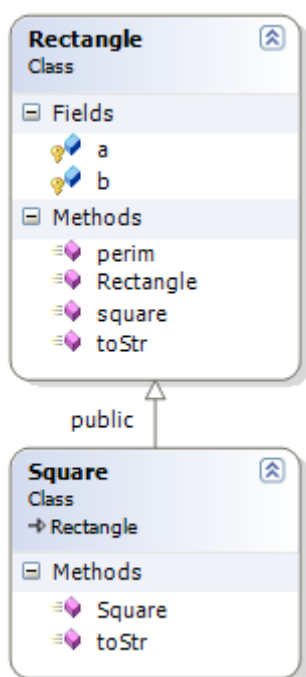 Rectangle
Class
Fields
a
b
Methods
perim
Rectangle
square
toStr
public
Square
Class
Rectangle
Methods
Square
toStr